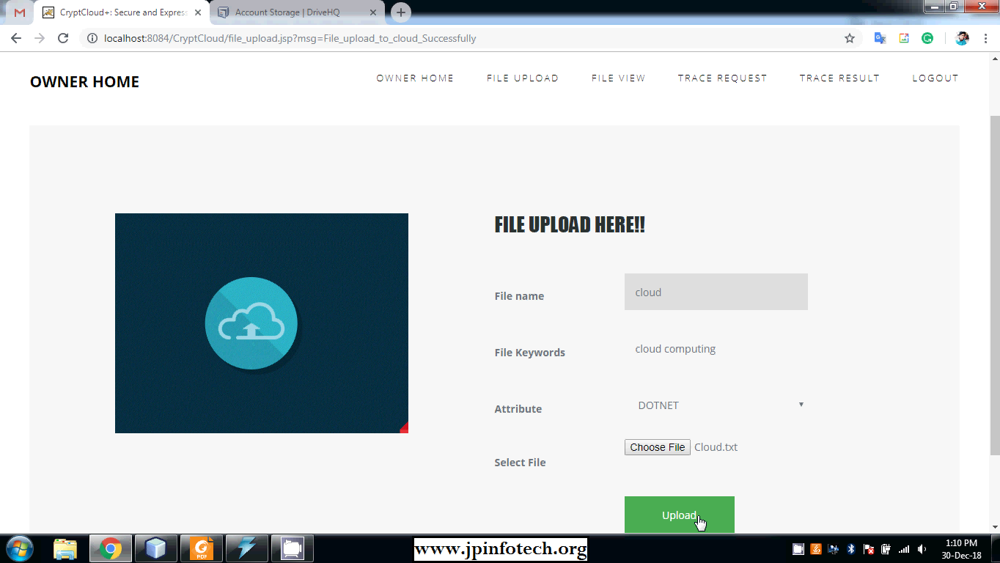 CryptCloud+: Secure and Express
Account Storage | DriveHQ
localhost:8084/CryptCloud/file_upload.jsp?msg=File_upload_to_cloud_Successfully
OWNER HOME
OWNER HOME FILE UPLOAD FILE VIEW TRACE REQUEST TRACE RESULT LOGOUT
FILE UPLOAD HERE!!
File name cloud
File Keywords cloud computing
Attribute DOTNET
Select File Choose File Cloud.txt
Upload
PDF
www.jpinfotech.org
1:10 PM
30-Dec-18